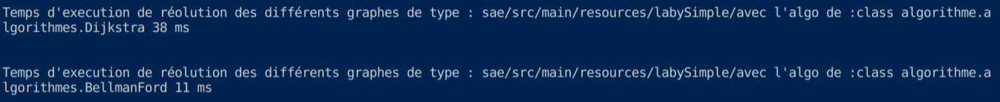 Temps d'execution de réolution des différents graphes de type : sae/src/main/resources/labySimple/avec l'algo de :class algorithme.a
lgorithmes.Dijkstra 38 ms
Temps d'execution de réolution des différents graphes de type : sae/src/main/resources/labySimple/avec l'algo de :class algorithme.a
lgorithmes.BellmanFord 11 ms